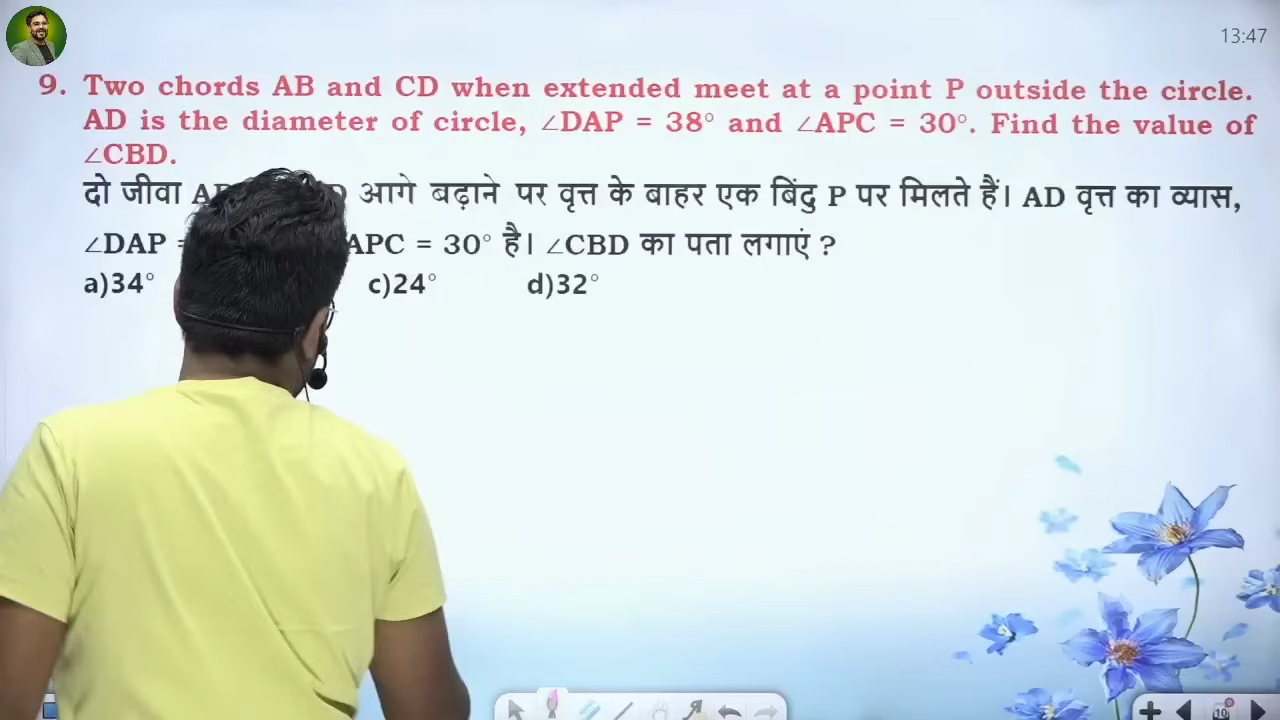 13:47
9. Two chords AB and CD when extended meet at a point P outside the circle.
AD is the diameter of circle, ∠DAP = 38° and ∠APC = 30°. Find the value of
∠CBD.
दो जीवा आगे बढ़ाने पर वृत्त के बाहर एक बिंदु P पर मिलते हैं। AD वृत्त का व्यास,
∠DAP = APC = 30° है। ∠CBD का पता लगाएं ?
a)34° c)24° d)32°